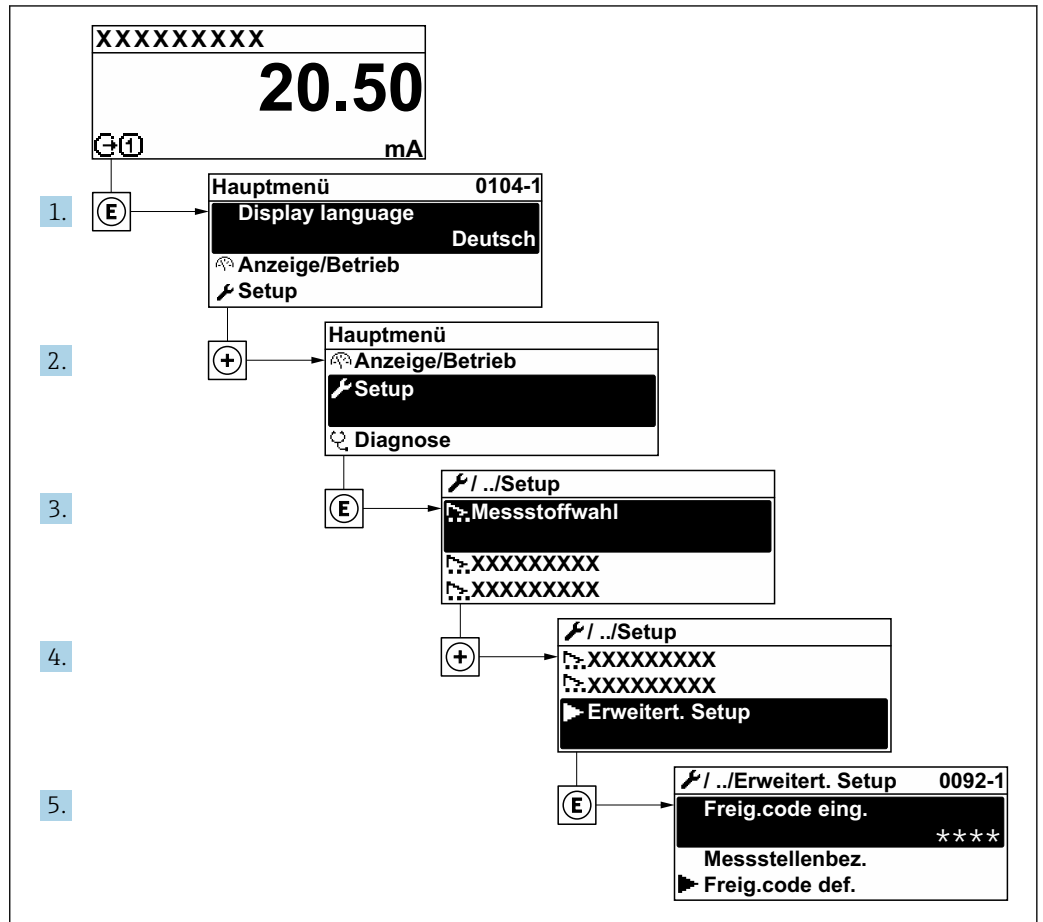 XXXXXXXXX
20.50
1 mA
1.
E
Hauptmenü 0104-1
Display language
Deutsch
Anzeige/Betrieb
Setup
2.
+
Hauptmenü
Anzeige/Betrieb
Setup
Diagnose
3.
E
/ ../Setup
Messstoffwahl
XXXXXXXXX
XXXXXXXXX
4.
+
/ ../Setup
XXXXXXXXX
XXXXXXXXX
Erweitert. Setup
5.
E
/ ../Erweitert. Setup 0092-1
Freig.code eing.
****
Messstellenbez.
Freig.code def.